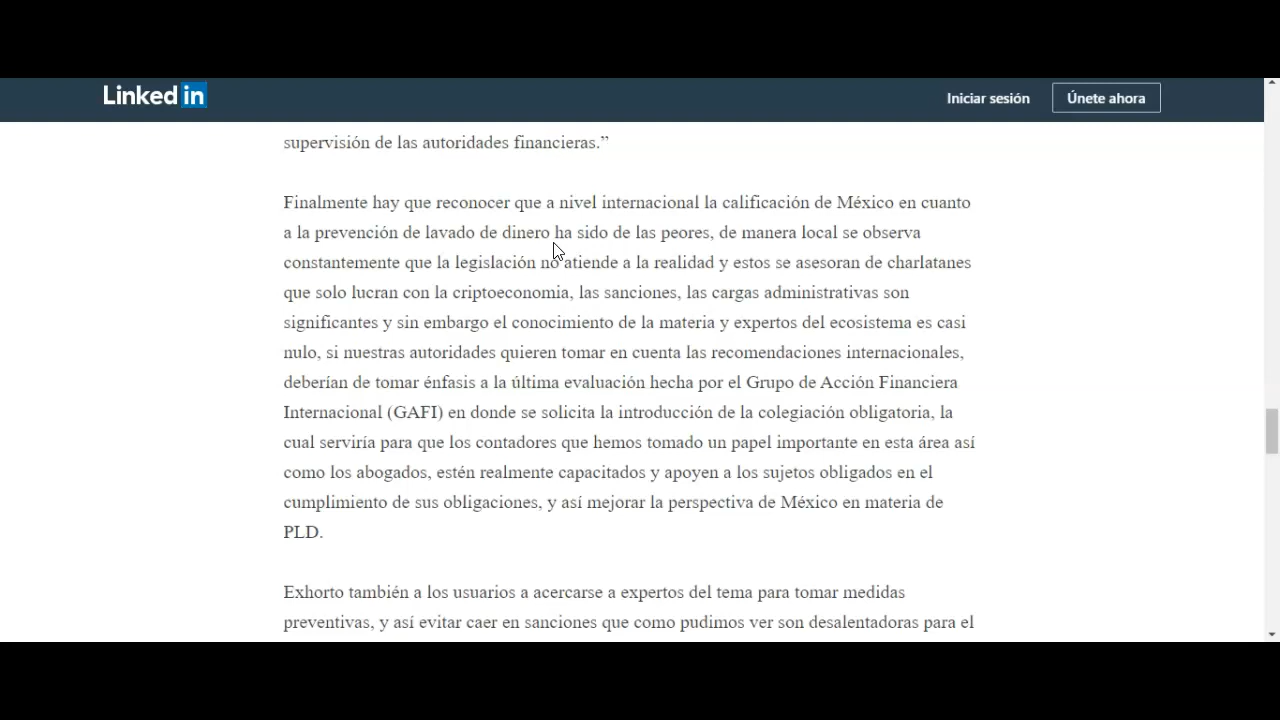 Linked in
Iniciar sesión
Únete ahora
supervisión de las autoridades financieras.”
Finalmente hay que reconocer que a nivel internacional la calificación de México en cuanto
a la prevención de lavado de dinero ha sido de las peores, de manera local se observa
constantemente que la legislación no atiende a la realidad y estos se asesoran de charlatanes
que solo lucran con la criptoeconomia, las sanciones, las cargas administrativas son
significantes y sin embargo el conocimiento de la materia y expertos del ecosistema es casi
nulo, si nuestras autoridades quieren tomar en cuenta las recomendaciones internacionales,
deberían de tomar énfasis a la última evaluación hecha por el Grupo de Acción Financiera
Internacional (GAFI) en donde se solicita la introducción de la colegiación obligatoria, la
cual serviría para que los contadores que hemos tomado un papel importante en esta área así
como los abogados, estén realmente capacitados y apoyen a los sujetos obligados en el
cumplimiento de sus obligaciones, y así mejorar la perspectiva de México en materia de
PLD.
Exhorto también a los usuarios a acercarse a expertos del tema para tomar medidas
preventivas, y así evitar caer en sanciones que como pudimos ver son desalentadoras para el